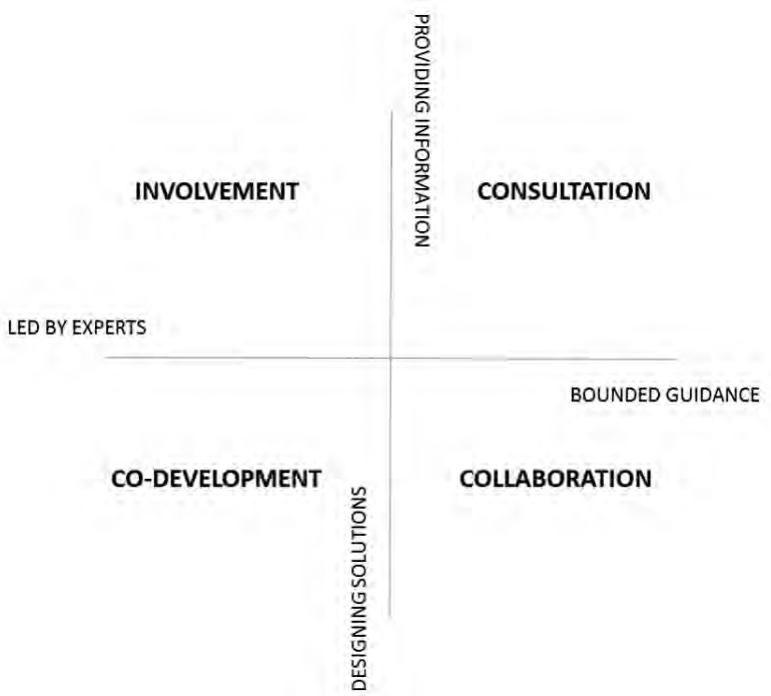 PROVIDING INFORMATION
INVOLVEMENT
CONSULTATION
LED BY EXPERTS
BOUNDED GUIDANCE
CO-DEVELOPMENT
COLLABORATION
DESIGNING SOLUTIONS